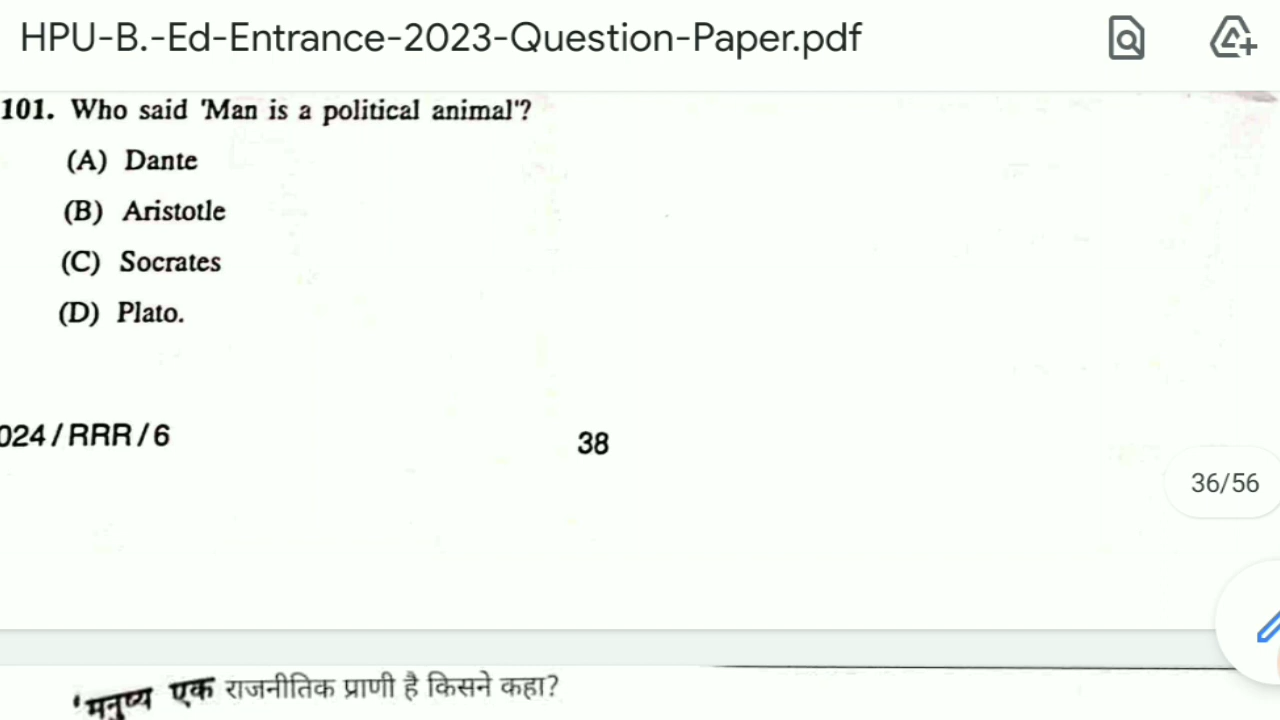 HPU-B.-Ed-Entrance-2023-Question-Paper.pdf
101. Who said 'Man is a political animal'?
(A) Dante
(B) Aristotle
(C) Socrates
(D) Plato.
024/RRR/6
38
36/56
'मनुष्य एक राजनीतिक प्राणी है किसने कहा?